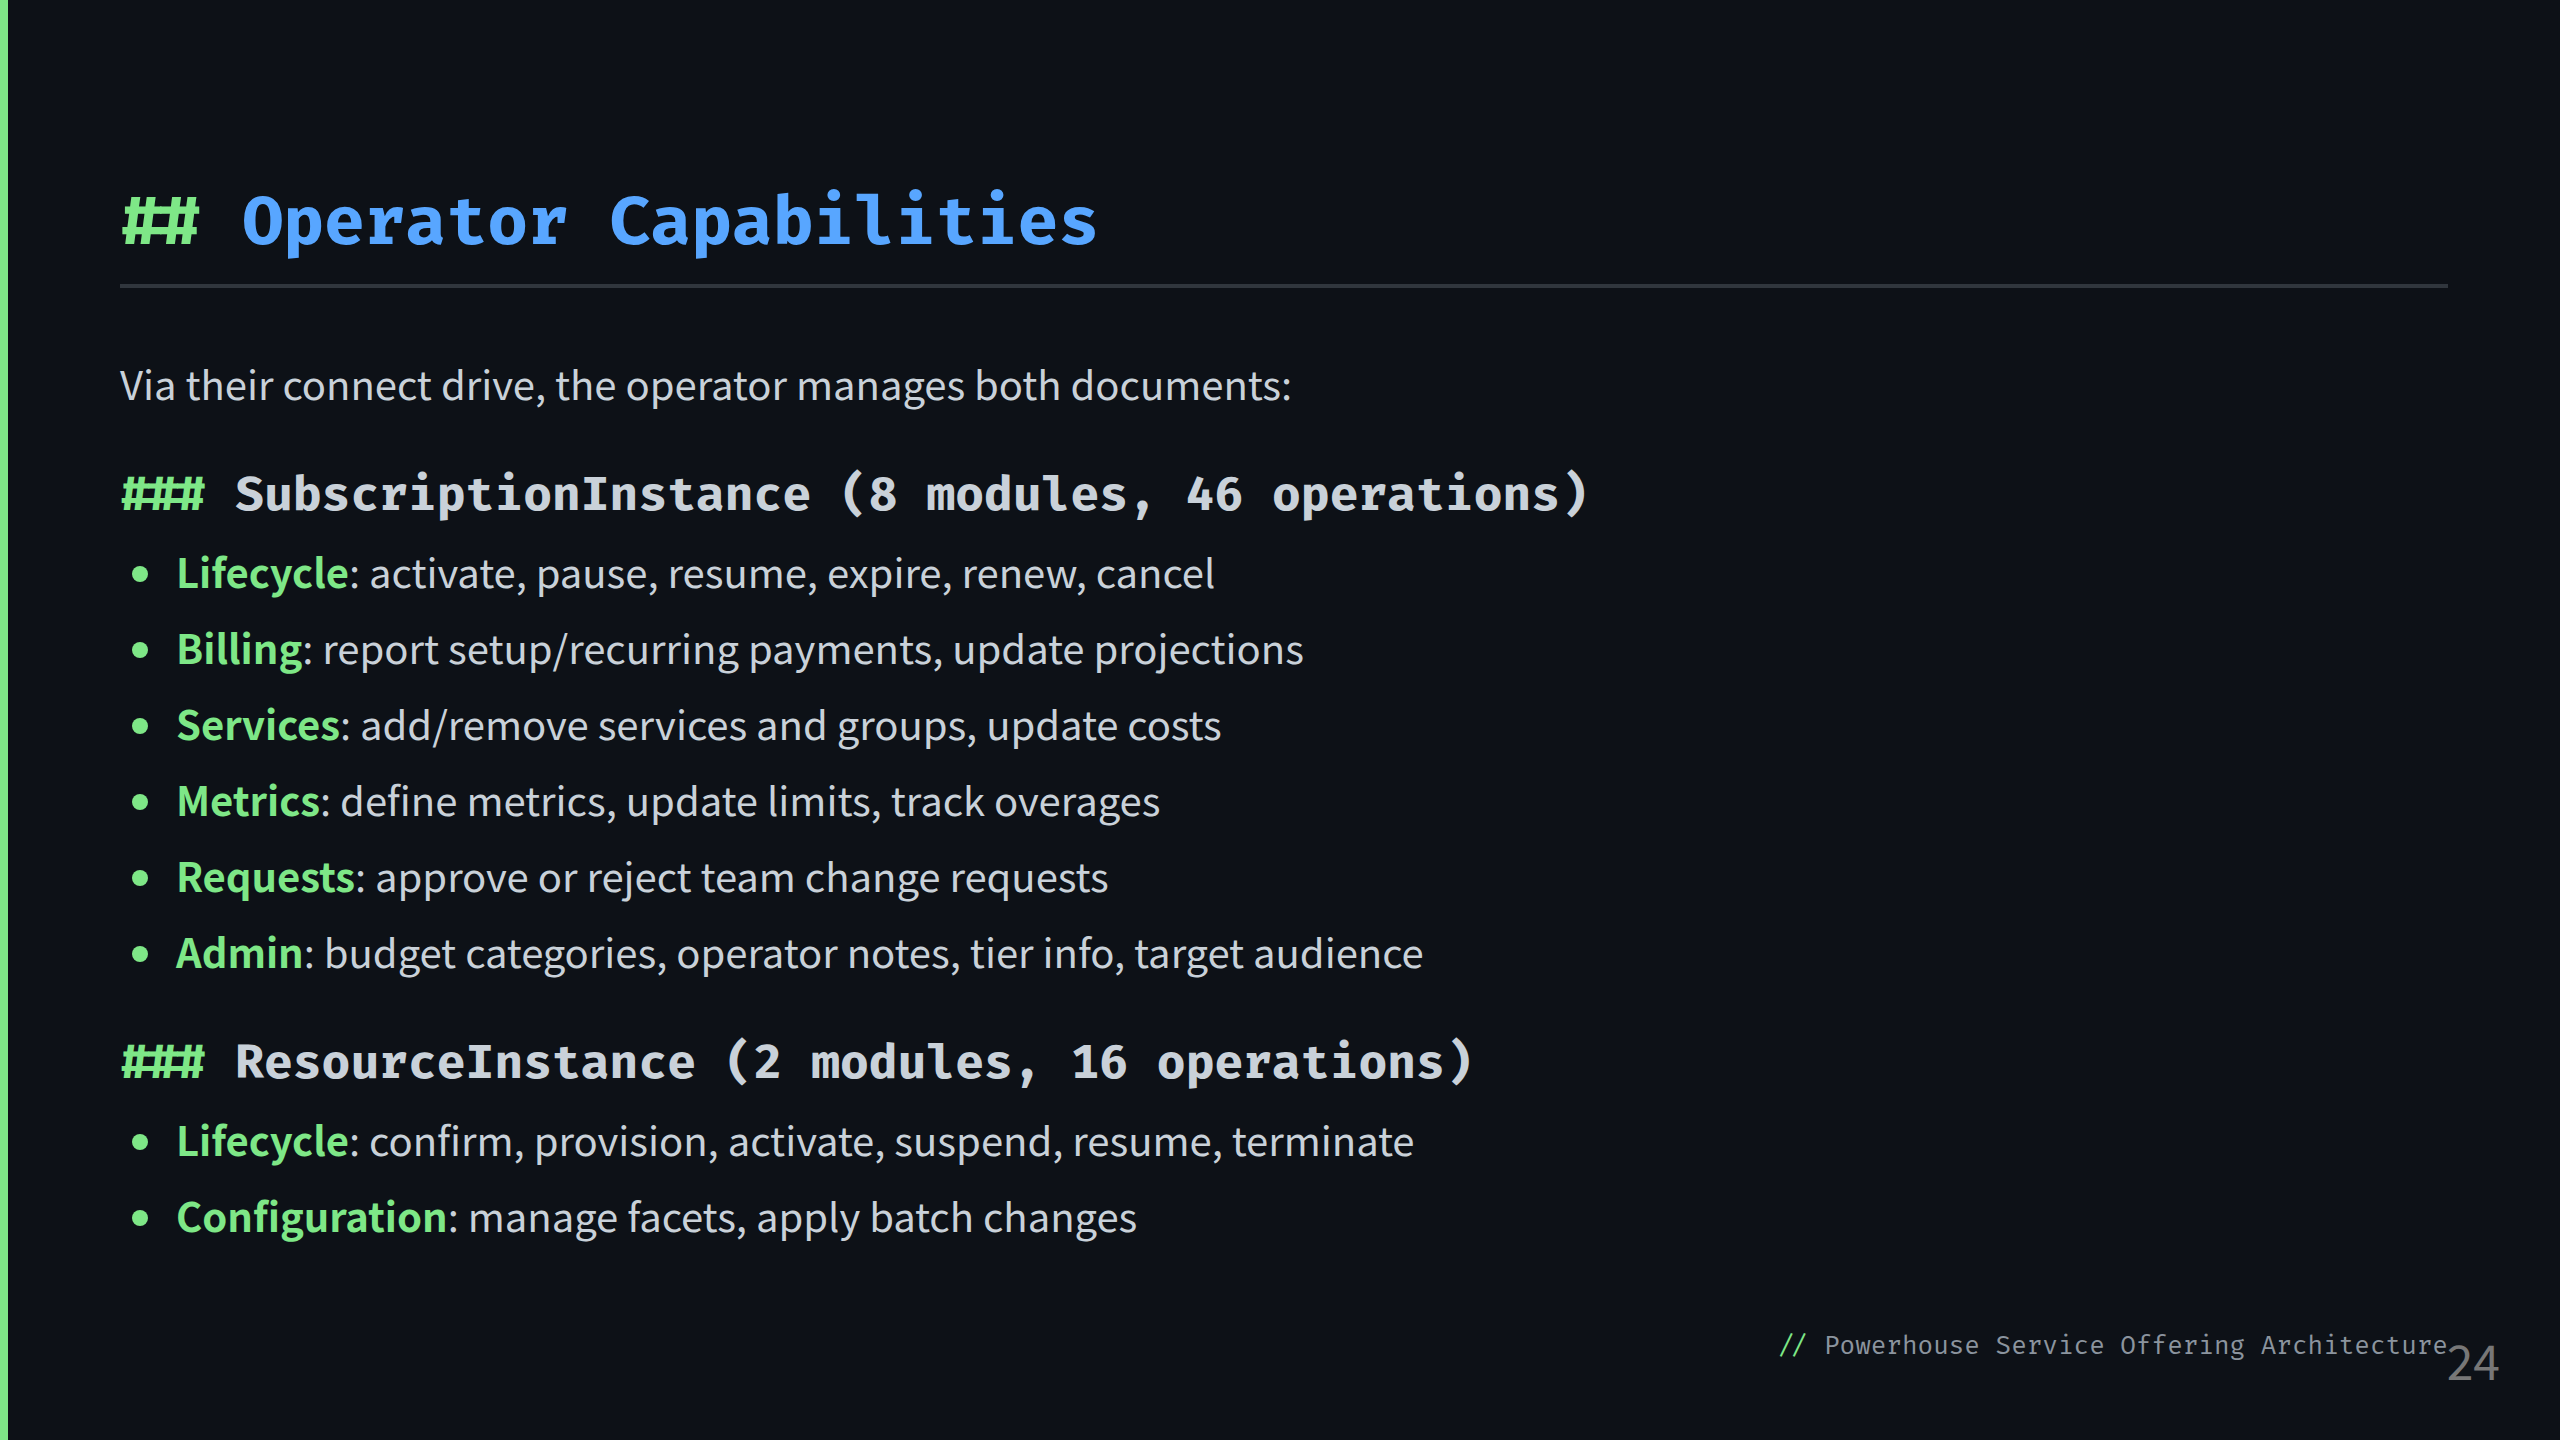 ## Operator Capabilities
Via their connect drive, the operator manages both documents:
### SubscriptionInstance (8 modules, 46 operations)
• Lifecycle: activate, pause, resume, expire, renew, cancel
• Billing: report setup/recurring payments, update projections
• Services: add/remove services and groups, update costs
• Metrics: define metrics, update limits, track overages
• Requests: approve or reject team change requests
• Admin: budget categories, operator notes, tier info, target audience
### ResourceInstance (2 modules, 16 operations)
• Lifecycle: confirm, provision, activate, suspend, resume, terminate
• Configuration: manage facets, apply batch changes
// Powerhouse Service Offering Architecture
24